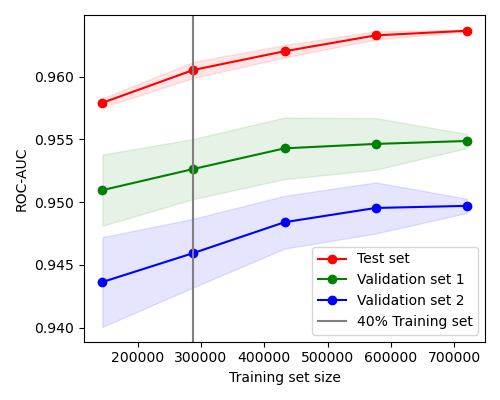 ROC-AUC
0.960
0.955
0.950
0.945
0.940
200000 300000 400000 500000 600000 700000
Training set size
Test set
Validation set 1
Validation set 2
40% Training set